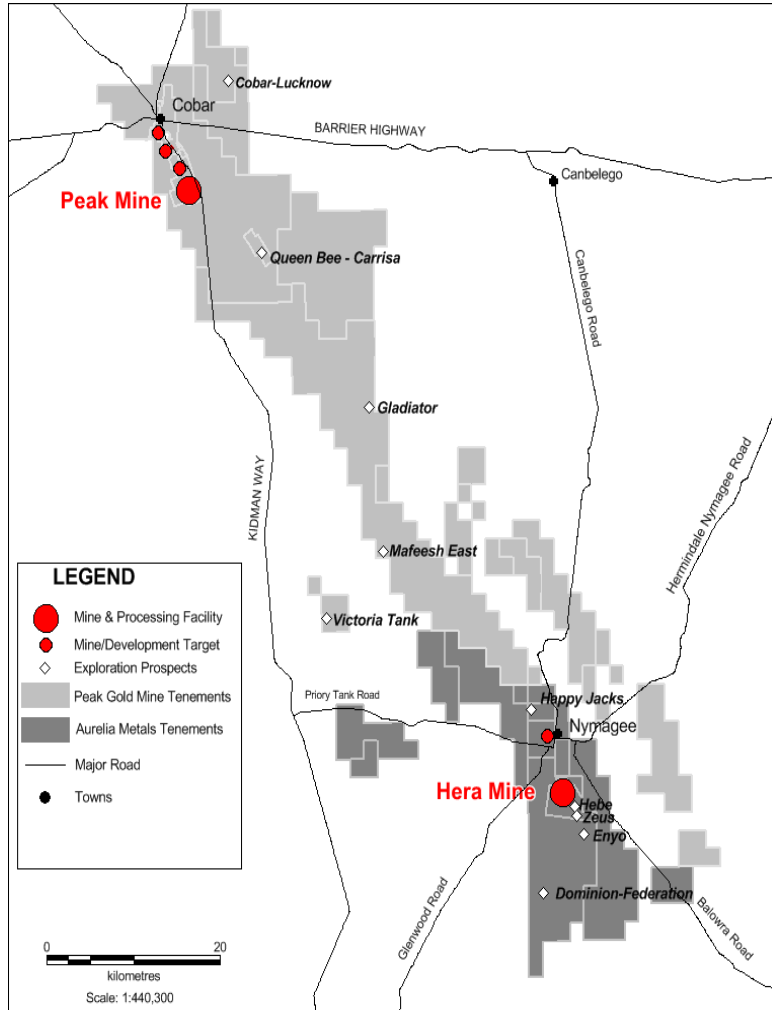 Cobar-Lucknow
Cobar
BARRIER HIGHWAY
Canbelego
Peak Mine
Queen Bee - Carrisa
Canbelego Road
Gladiator
KIDMAN WAY
Hermindale Nymagee Road
Mafeesh East
Victoria Tank
Priory Tank Road
Happy Jacks
Nymagee
Hera Mine
Hebe
Zeus
Enyo
Dominion-Federation
Glenwood Road
Balowra Road
LEGEND
Mine & Processing Facility
Mine/Development Target
Exploration Prospects
Peak Gold Mine Tenements
Aurelia Metals Tenements
Major Road
Towns
0 20
kilometres
Scale: 1:440,300